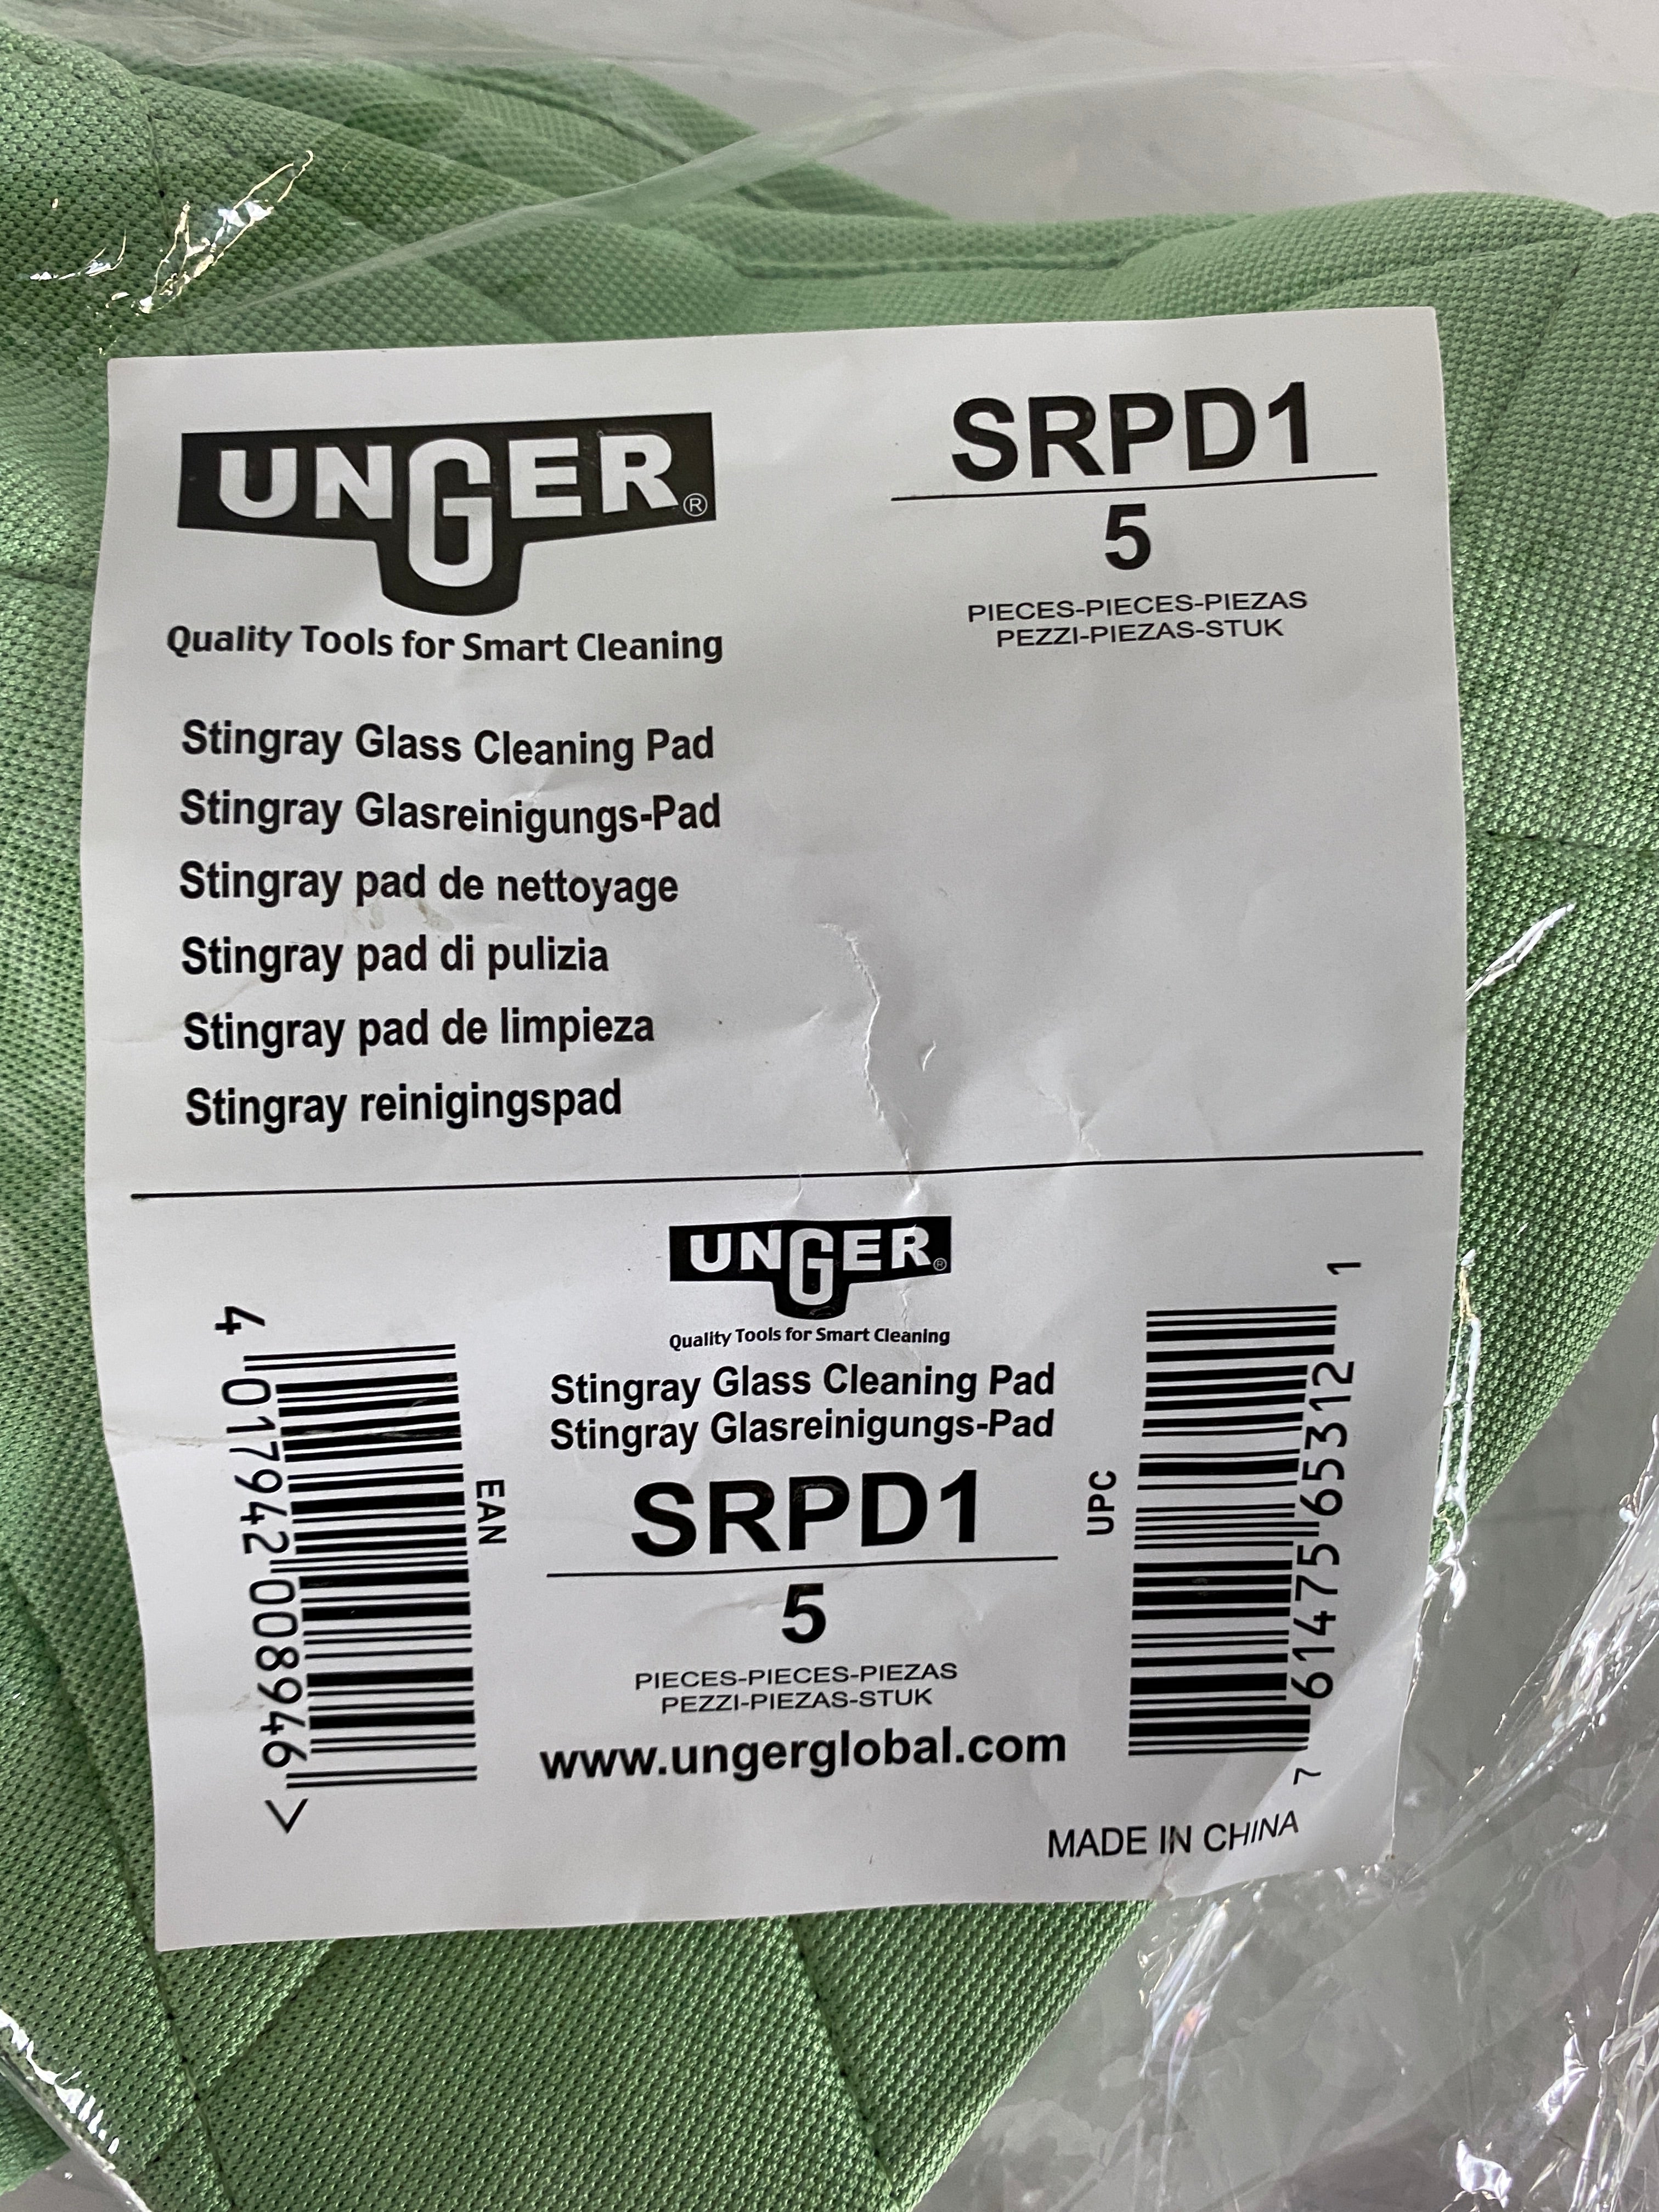 UNGER®
Quality Tools for Smart Cleaning
SRPD1
5
PIECES-PIECES-PIEZAS
PEZZI-PIEZAS-STUK
Stingray Glass Cleaning Pad
Stingray Glasreinigungs-Pad
Stingray pad de nettoyage
Stingray pad di pulizia
Stingray pad de limpieza
Stingray reinigingspad
4 017942 008946 >
EAN
UNGER®
Quality Tools for Smart Cleaning
Stingray Glass Cleaning Pad
Stingray Glasreinigungs-Pad
SRPD1
5
PIECES-PIECES-PIEZAS
PEZZI-PIEZAS-STUK
www.ungerglobal.com
UPC
7 61475 65312 1
MADE IN CHINA